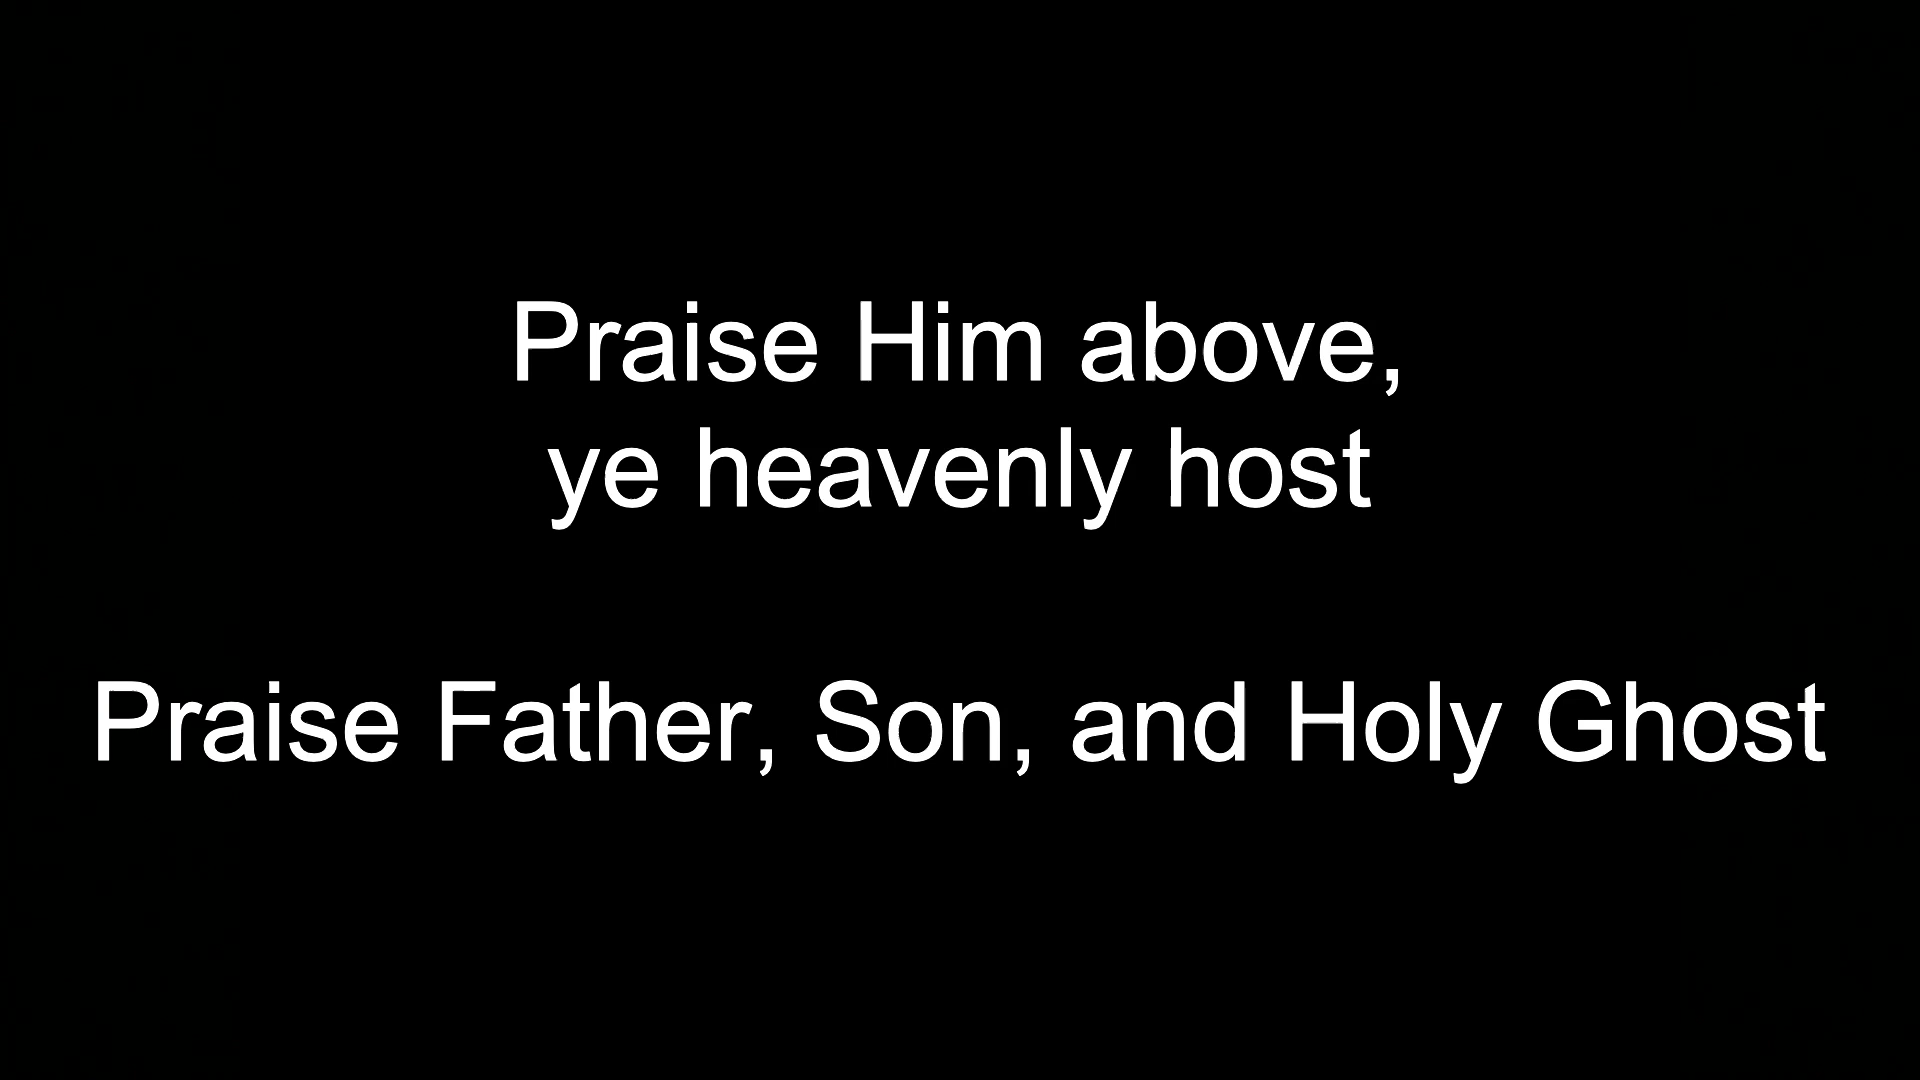 Praise Him above,
ye heavenly host
Praise Father, Son, and Holy Ghost